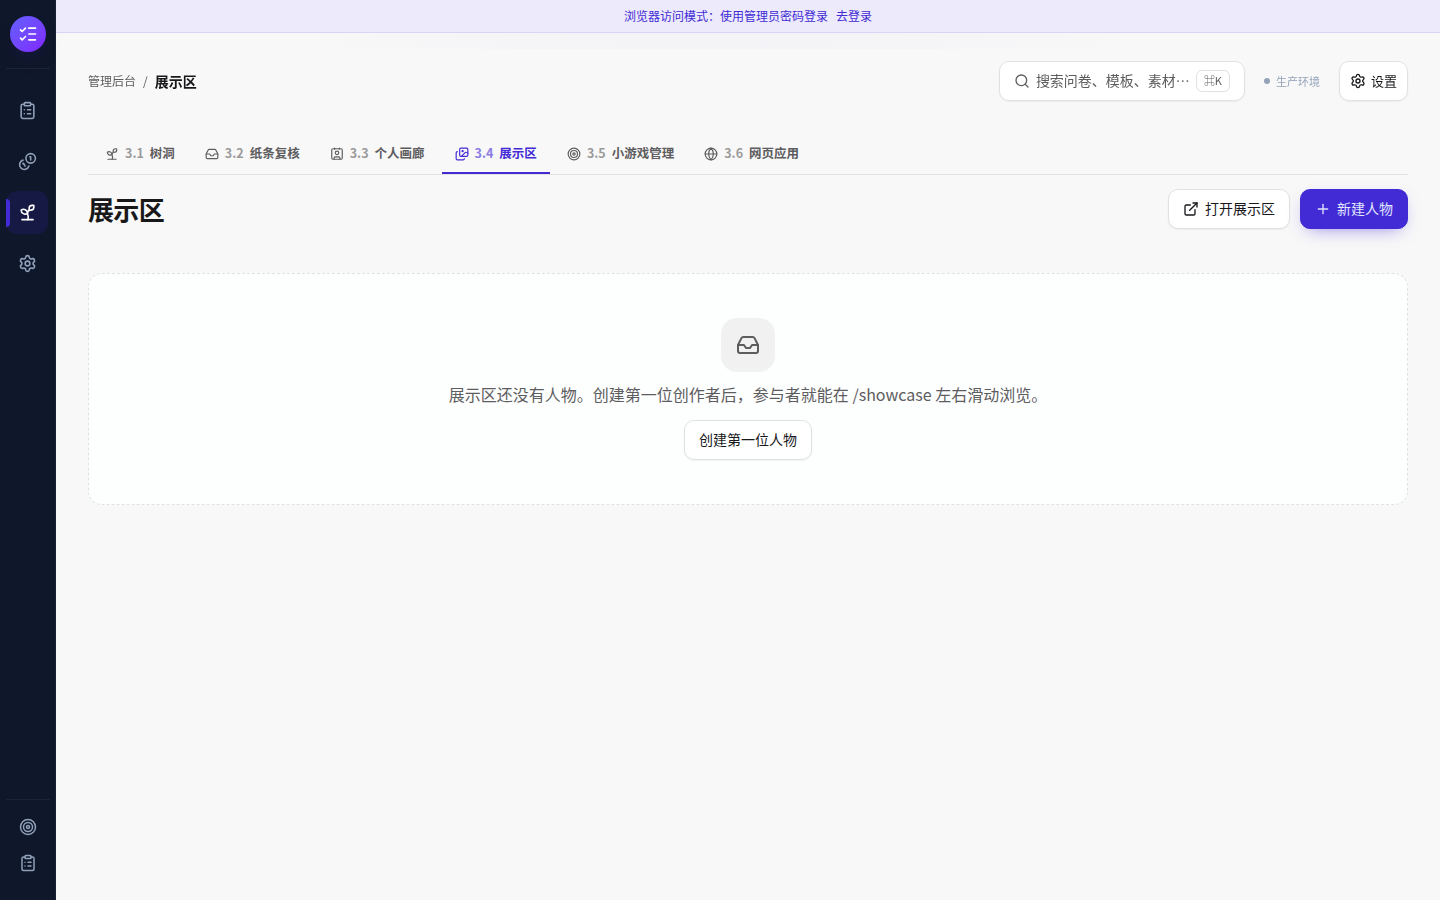 浏览器访问模式：使用管理员密码登录 去登录
管理后台 / 展示区
搜索问卷、模板、素材… ⌘K
生产环境
设置
3.1 树洞
3.2 纸条复核
3.3 个人画廊
3.4 展示区
3.5 小游戏管理
3.6 网页应用
展示区
打开展示区
新建人物
展示区还没有人物。创建第一位创作者后，参与者就能在 /showcase 左右滑动浏览。
创建第一位人物